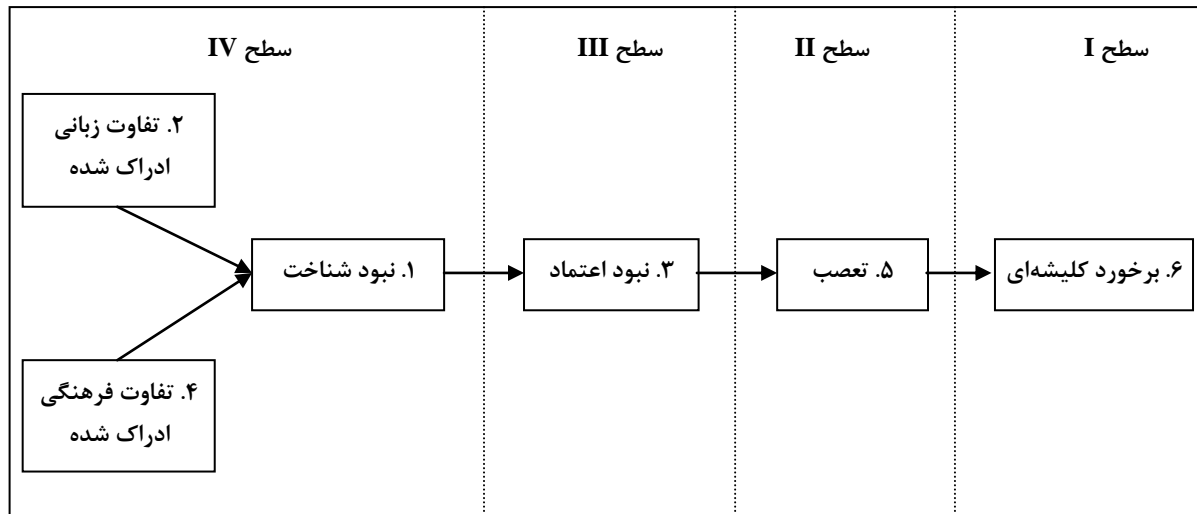 سطح I
سطح II
سطح III
سطح IV
۲. تفاوت زبانی
ادراک شده
۶. برخورد کلیشه‌ای
۵. تعصب
۳. نبود اعتماد
۱. نبود شناخت
۴. تفاوت فرهنگی
ادراک شده